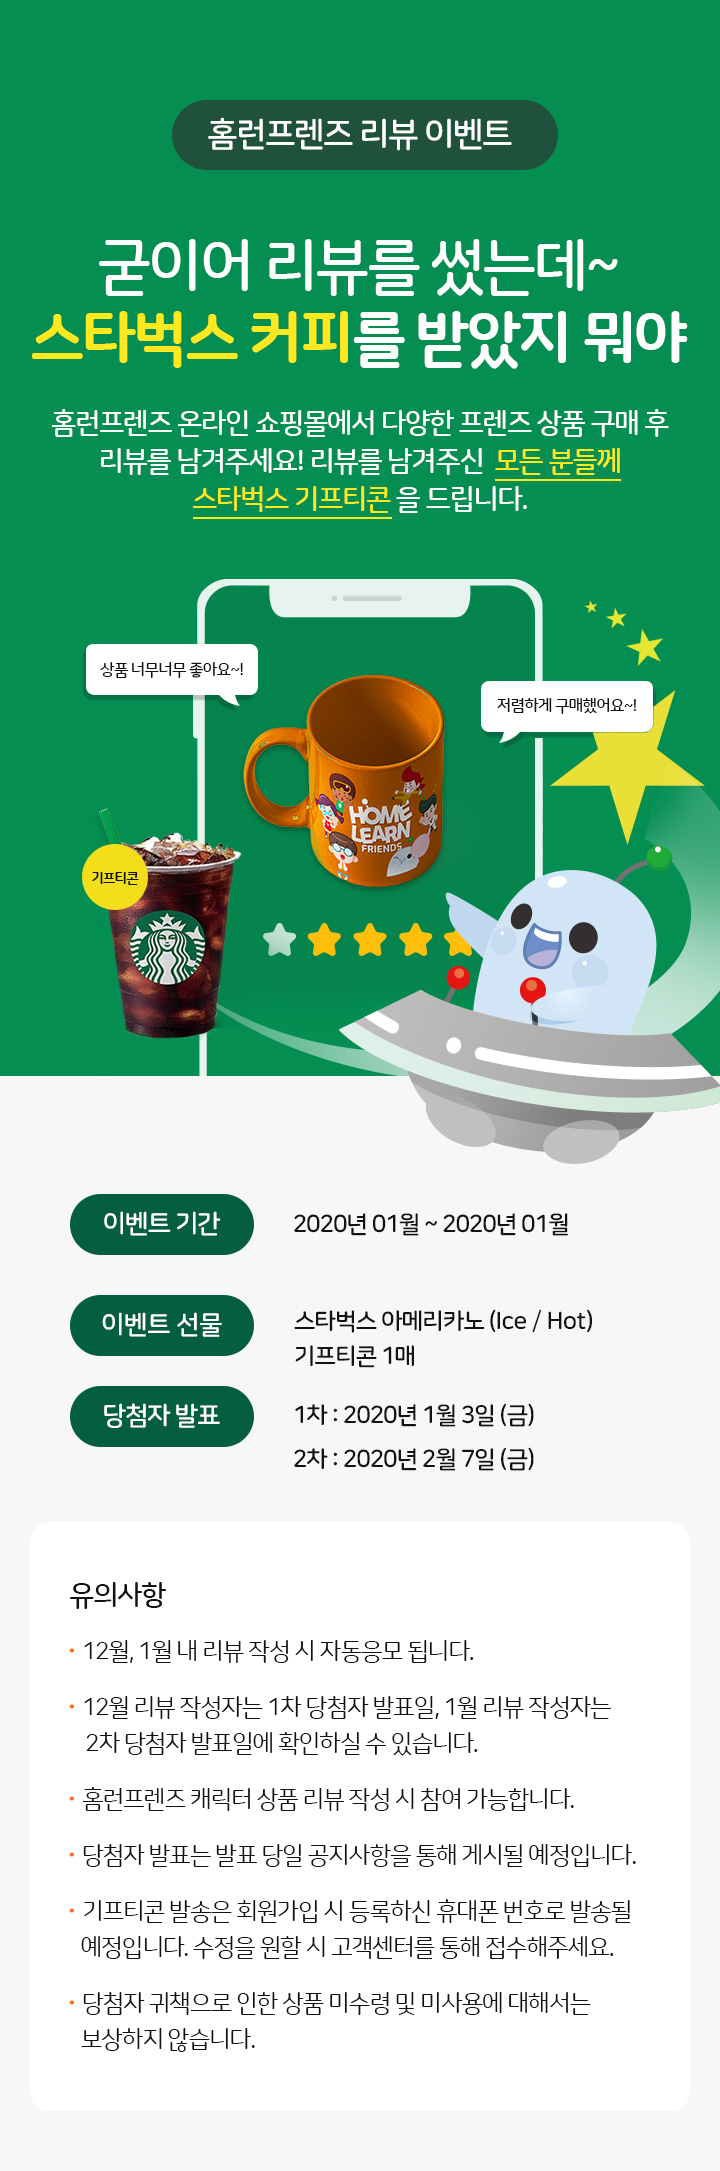 홈런프렌즈 리뷰 이벤트
굳이어 리뷰를 썼는데~
스타벅스 커피를 받았지 뭐야
홈런프렌즈 온라인 쇼핑몰에서 다양한 프렌즈 상품 구매 후
리뷰를 남겨주세요! 리뷰를 남겨주신 모든 분들께
스타벅스 기프티콘 을 드립니다.
상품 너무너무 좋아요~!
저렴하게 구매했어요~!
HOME
LEARN
FRIENDS
기프티콘
이벤트 기간
2020년 01월 ~ 2020년 01월
이벤트 선물
스타벅스 아메리카노 (Ice / Hot)
기프티콘 1매
당첨자 발표
1차 : 2020년 1월 3일 (금)
2차 : 2020년 2월 7일 (금)
유의사항
· 12월, 1월 내 리뷰 작성 시 자동응모 됩니다.
· 12월 리뷰 작성자는 1차 당첨자 발표일, 1월 리뷰 작성자는
2차 당첨자 발표일에 확인하실 수 있습니다.
· 홈런프렌즈 캐릭터 상품 리뷰 작성 시 참여 가능합니다.
· 당첨자 발표는 발표 당일 공지사항을 통해 게시될 예정입니다.
· 기프티콘 발송은 회원가입 시 등록하신 휴대폰 번호로 발송될
예정입니다. 수정을 원할 시 고객센터를 통해 접수해주세요.
· 당첨자 귀책으로 인한 상품 미수령 및 미사용에 대해서는
보상하지 않습니다.